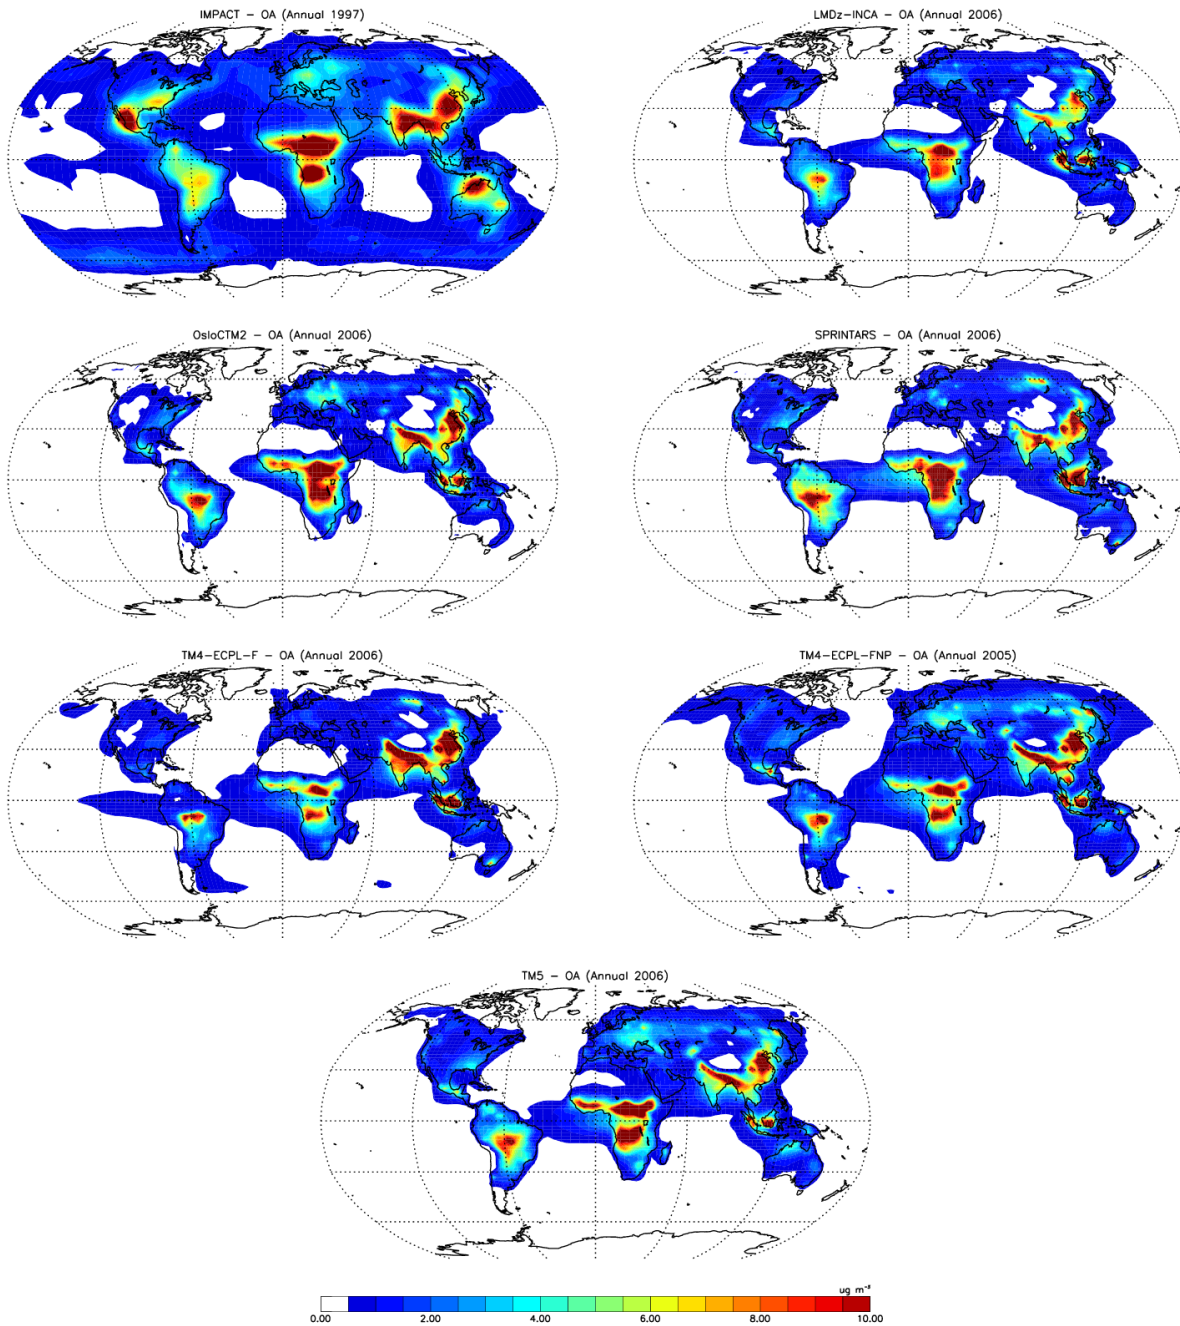 IMPACT - OA (Annual 1997)
LMDz-INCA - OA (Annual 2006)
OsloCTM2 - OA (Annual 2006)
SPRINTARS - OA (Annual 2006)
TM4-ECPL-F - OA (Annual 2006)
TM4-ECPL-FNP - OA (Annual 2005)
TM5 - OA (Annual 2006)
ug m⁻³
0.00 2.00 4.00 6.00 8.00 10.00